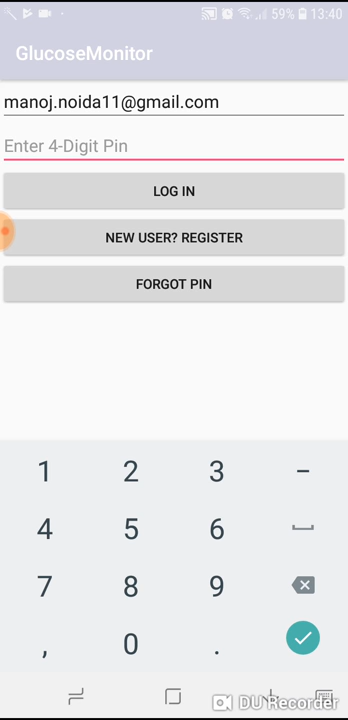 59% 13:40
GlucoseMonitor
manoj.noida11@gmail.com
Enter 4-Digit Pin
LOG IN
NEW USER? REGISTER
FORGOT PIN
1 2 3 -
4 5 6
7 8 9
, 0 .
DU Recorder